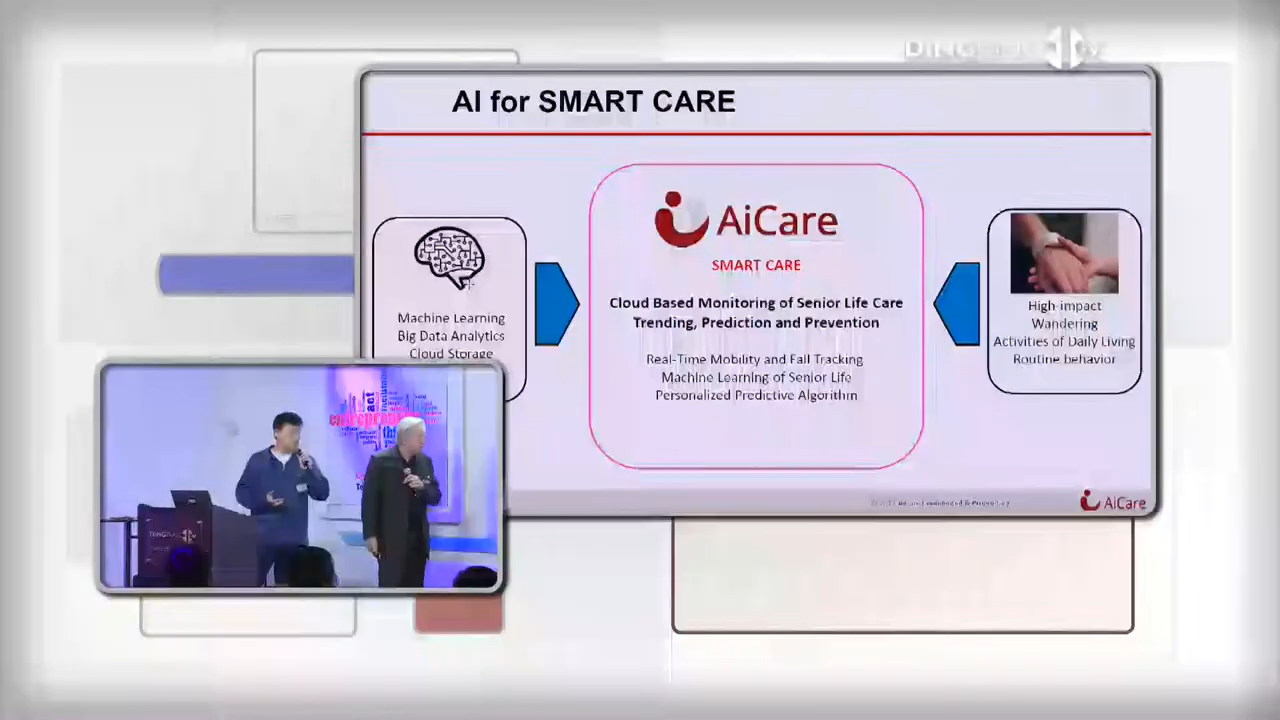 AI for SMART CARE
Machine Learning
Big Data Analytics
Cloud Storage
AiCare
SMART CARE
Cloud Based Monitoring of Senior Life Care
Trending, Prediction and Prevention
Real-Time Mobility and Fall Tracking
Machine Learning of Senior Life
Personalized Predictive Algorithm
High-impact
Wandering
Activities of Daily Living
Routine behavior
AiCare
act